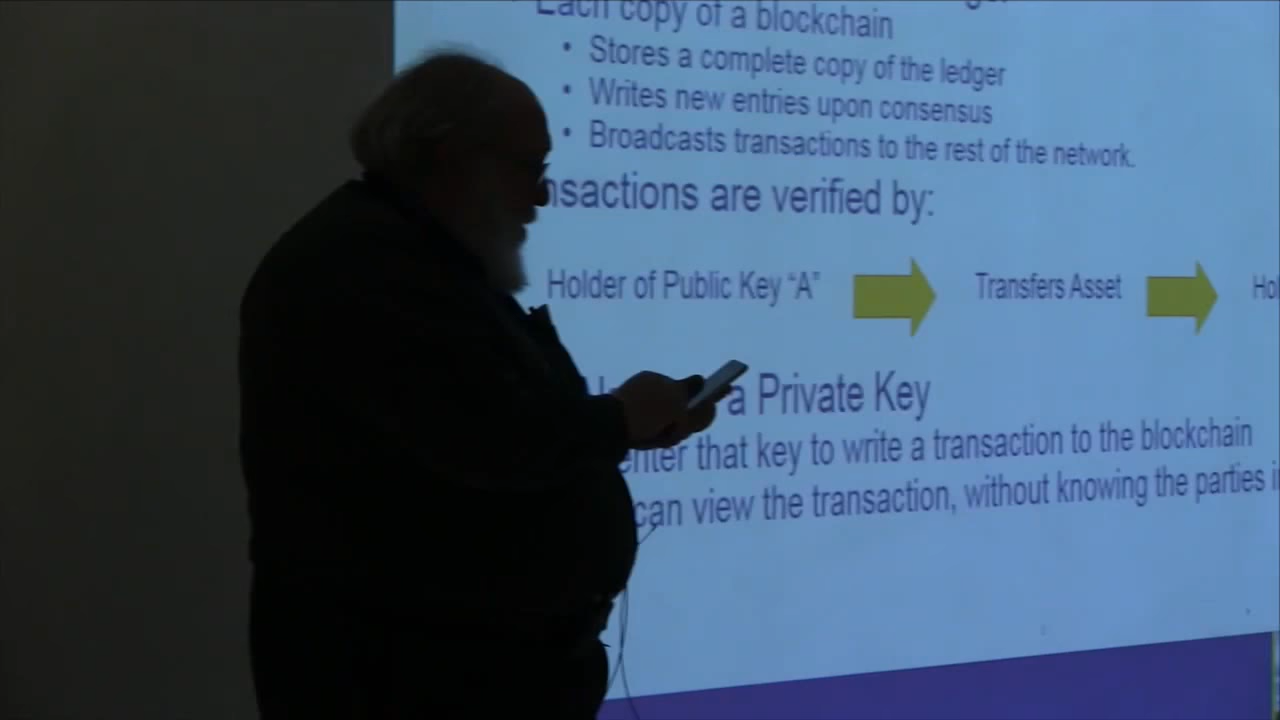 Each copy of a blockchain
• Stores a complete copy of the ledger
• Writes new entries upon consensus
• Broadcasts transactions to the rest of the network.
nsactions are verified by:
Holder of Public Key “A” Transfers Asset Hol
a Private Key
enter that key to write a transaction to the blockchain
can view the transaction, without knowing the parties i